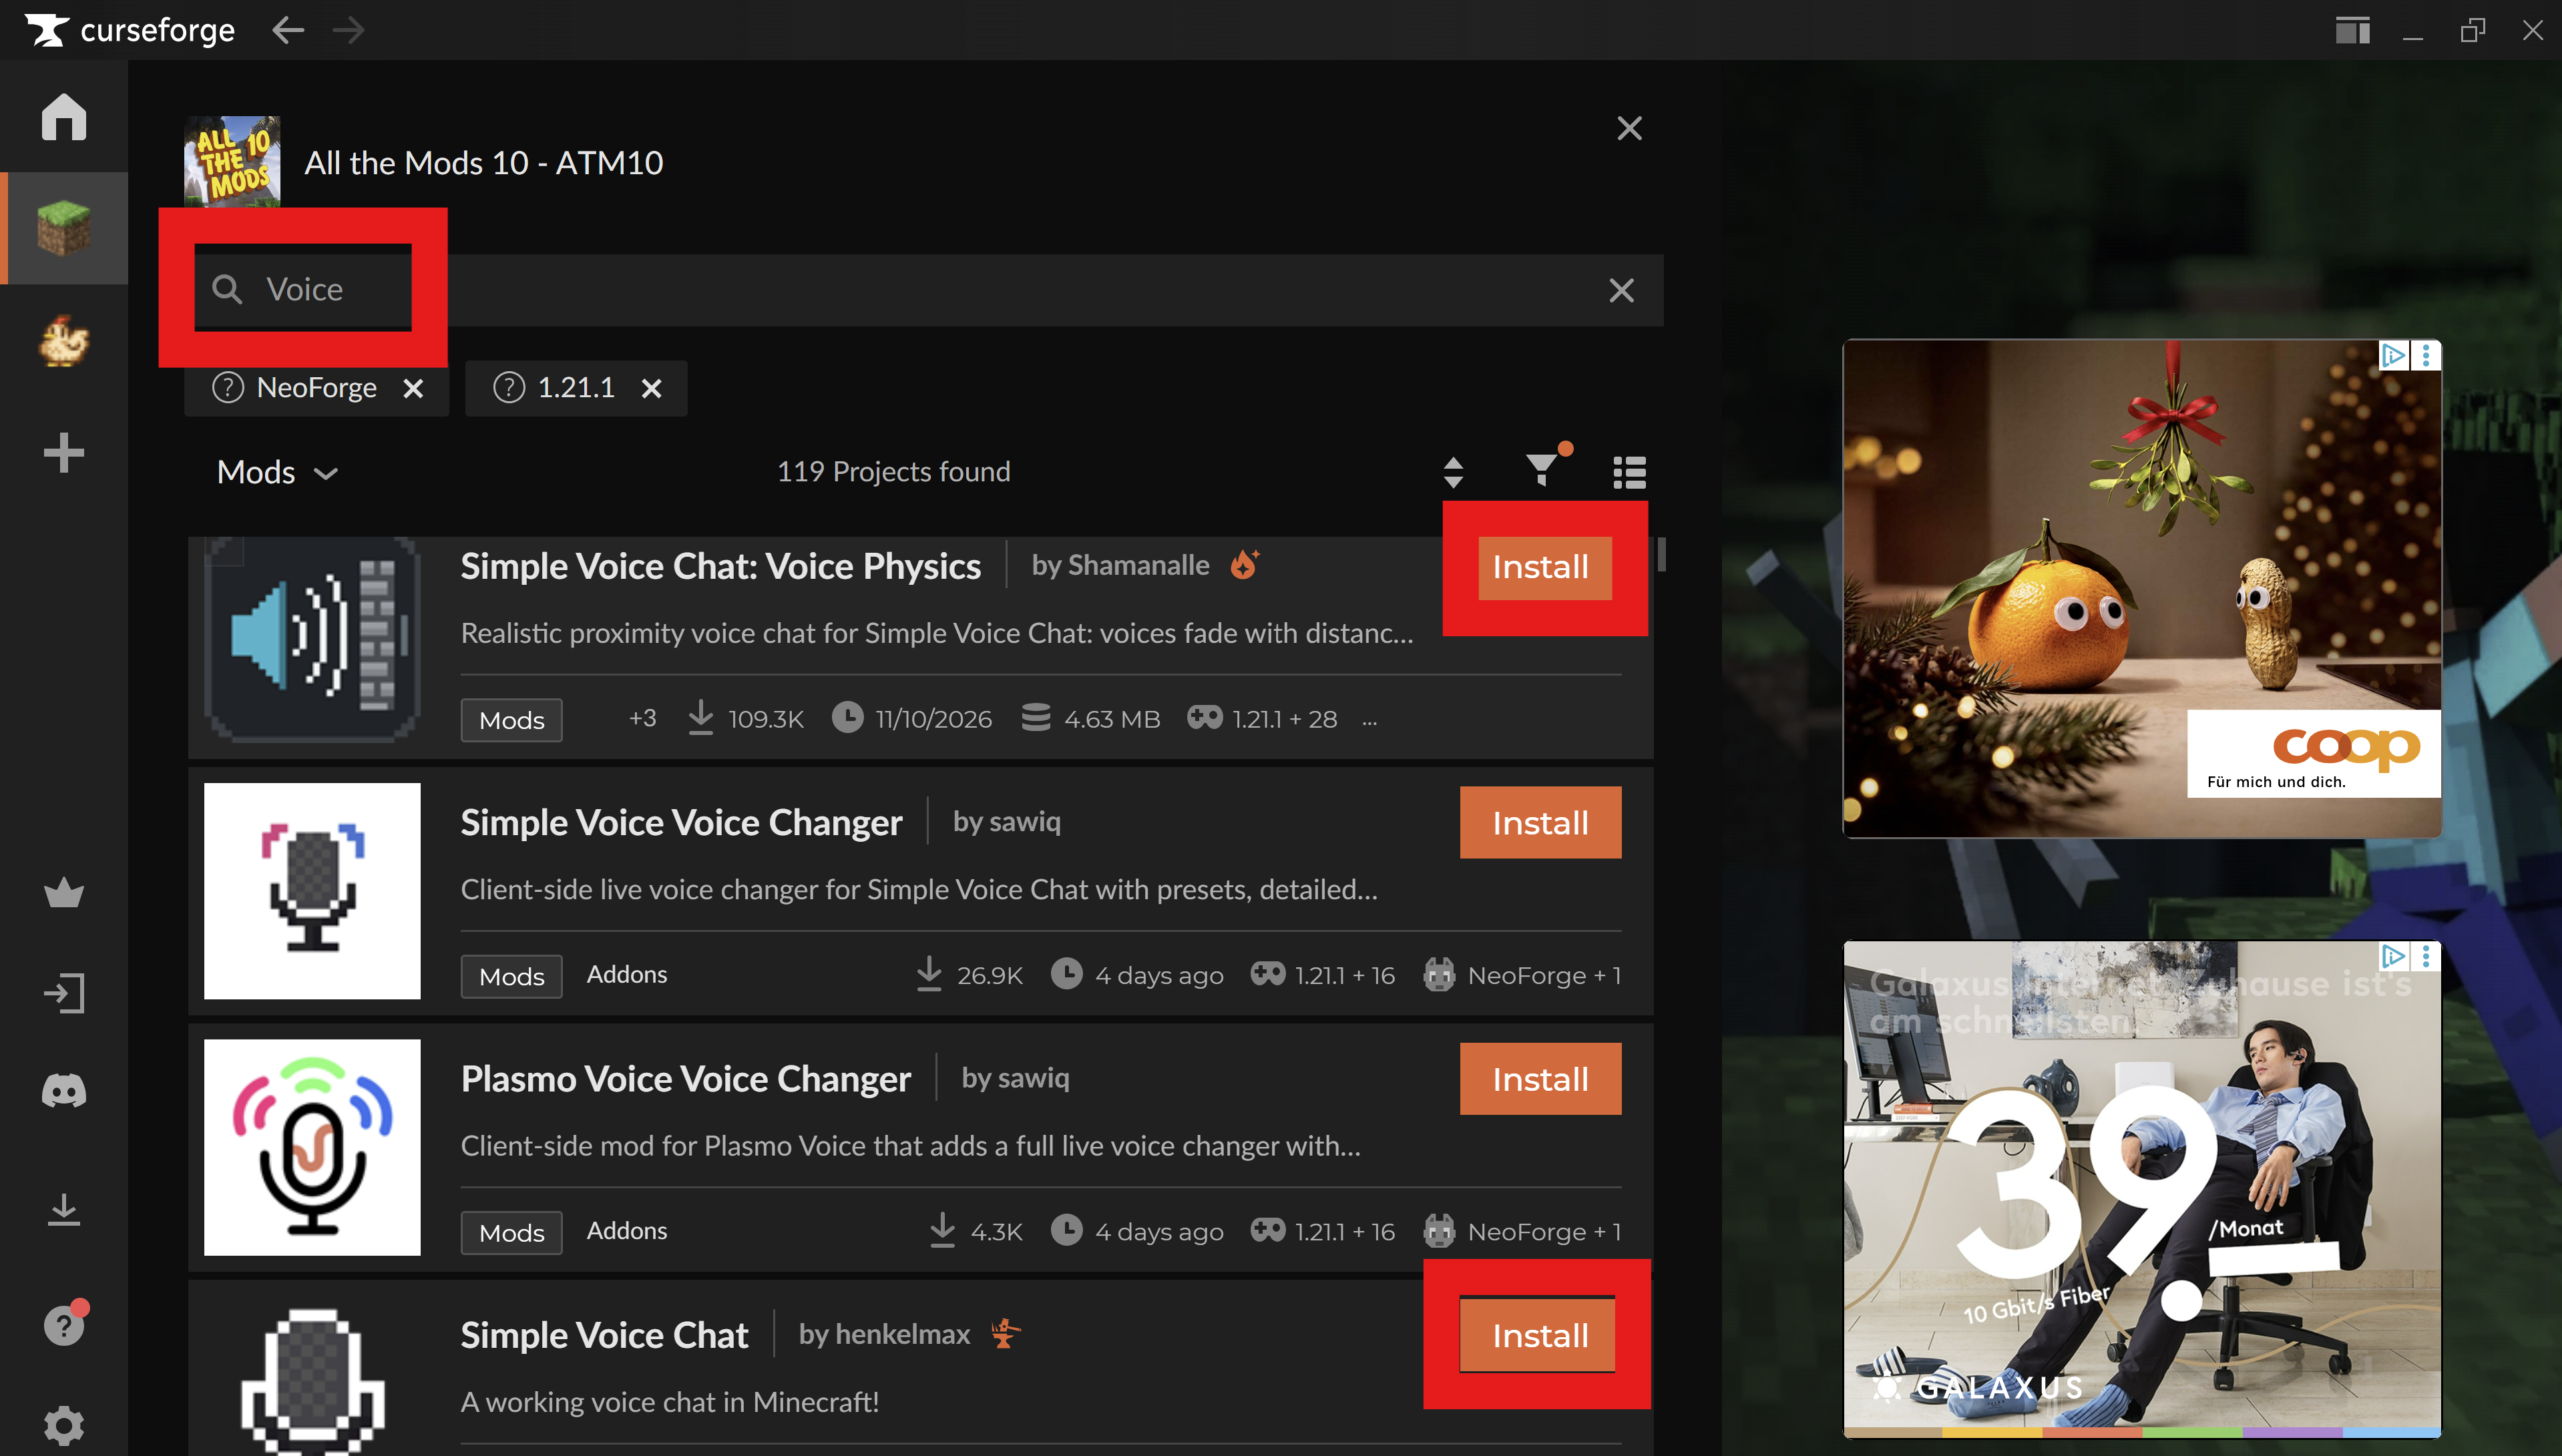 curseforge
ALL THE 10 MODS
All the Mods 10 - ATM10
Voice
NeoForge
1.21.1
Mods
119 Projects found
Simple Voice Chat: Voice Physics
by Shamanalle
Install
Realistic proximity voice chat for Simple Voice Chat: voices fade with distanc...
Mods
+3
109.3K
11/10/2026
4.63 MB
1.21.1 + 28
...
Simple Voice Voice Changer
by sawiq
Install
Client-side live voice changer for Simple Voice Chat with presets, detailed...
Mods
Addons
26.9K
4 days ago
1.21.1 + 16
NeoForge + 1
Plasmo Voice Voice Changer
by sawiq
Install
Client-side mod for Plasmo Voice that adds a full live voice changer with...
Mods
Addons
4.3K
4 days ago
1.21.1 + 16
NeoForge + 1
Simple Voice Chat
by henkelmax
Install
A working voice chat in Minecraft!
coop
Für mich und dich.
Galaxus Internet: Zuhause ist's
am schnellsten.
39.
/Monat
10 Gbit/s Fiber
GALAXUS